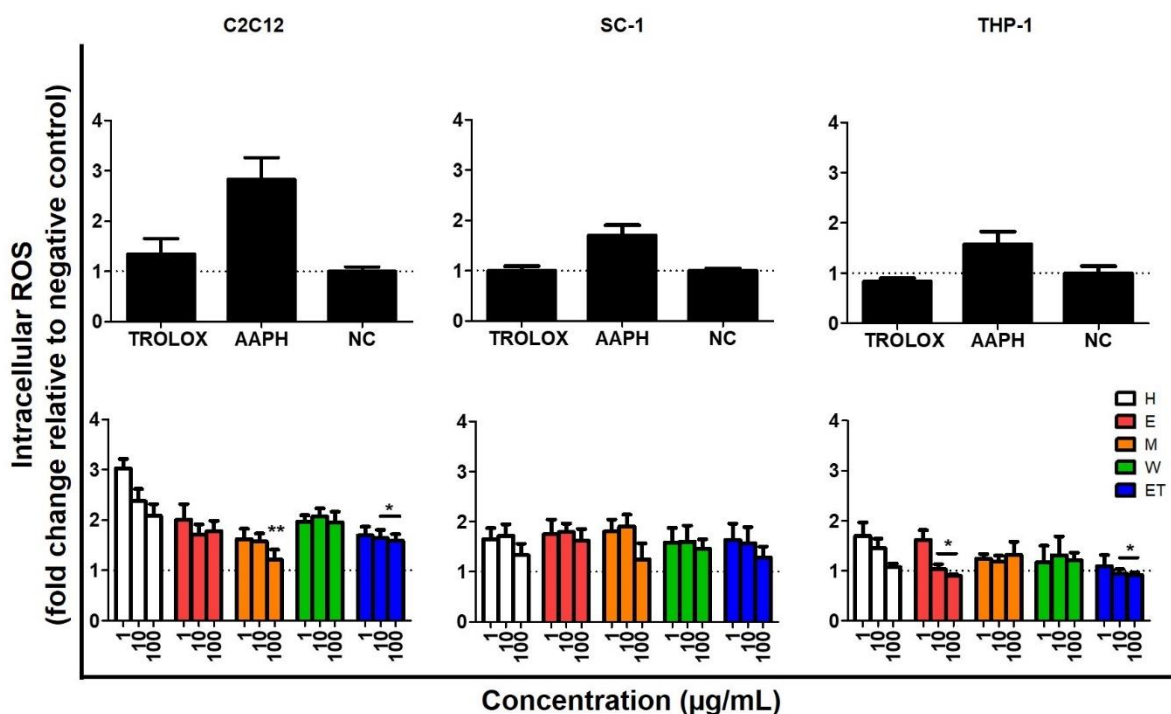 C2C12 SC-1 THP-1
Intracellular ROS
(fold change relative to negative control)
4 4 4
3 3 3
2 2 2
1 1 1
0 0 0
TROLOX AAPH NC TROLOX AAPH NC TROLOX AAPH NC
H
E
M
W
ET
4 4 4
3 3 3
2 2 2
1 1 1
0 0 0
** * * *
1 10 100 1 10 100 1 10 100 1 10 100 1 10 100
1 10 100 1 10 100 1 10 100 1 10 100 1 10 100
1 10 100 1 10 100 1 10 100 1 10 100 1 10 100
Concentration (µg/mL)